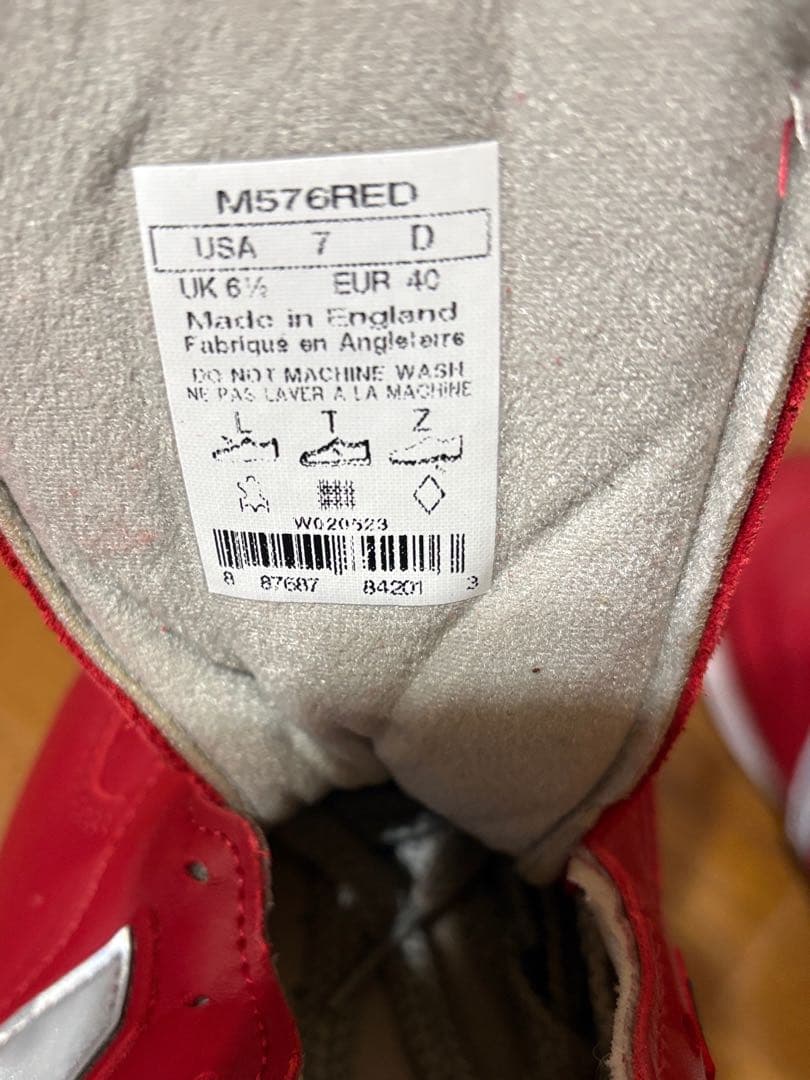 M576RED
USA 7 D
UK 6½ EUR 40
Made in England
Fabriqué en Angleterre
DO NOT MACHINE WASH
NE PAS LAVER A LA MACHINE
L T Z
W020523
8 87687 84201 3